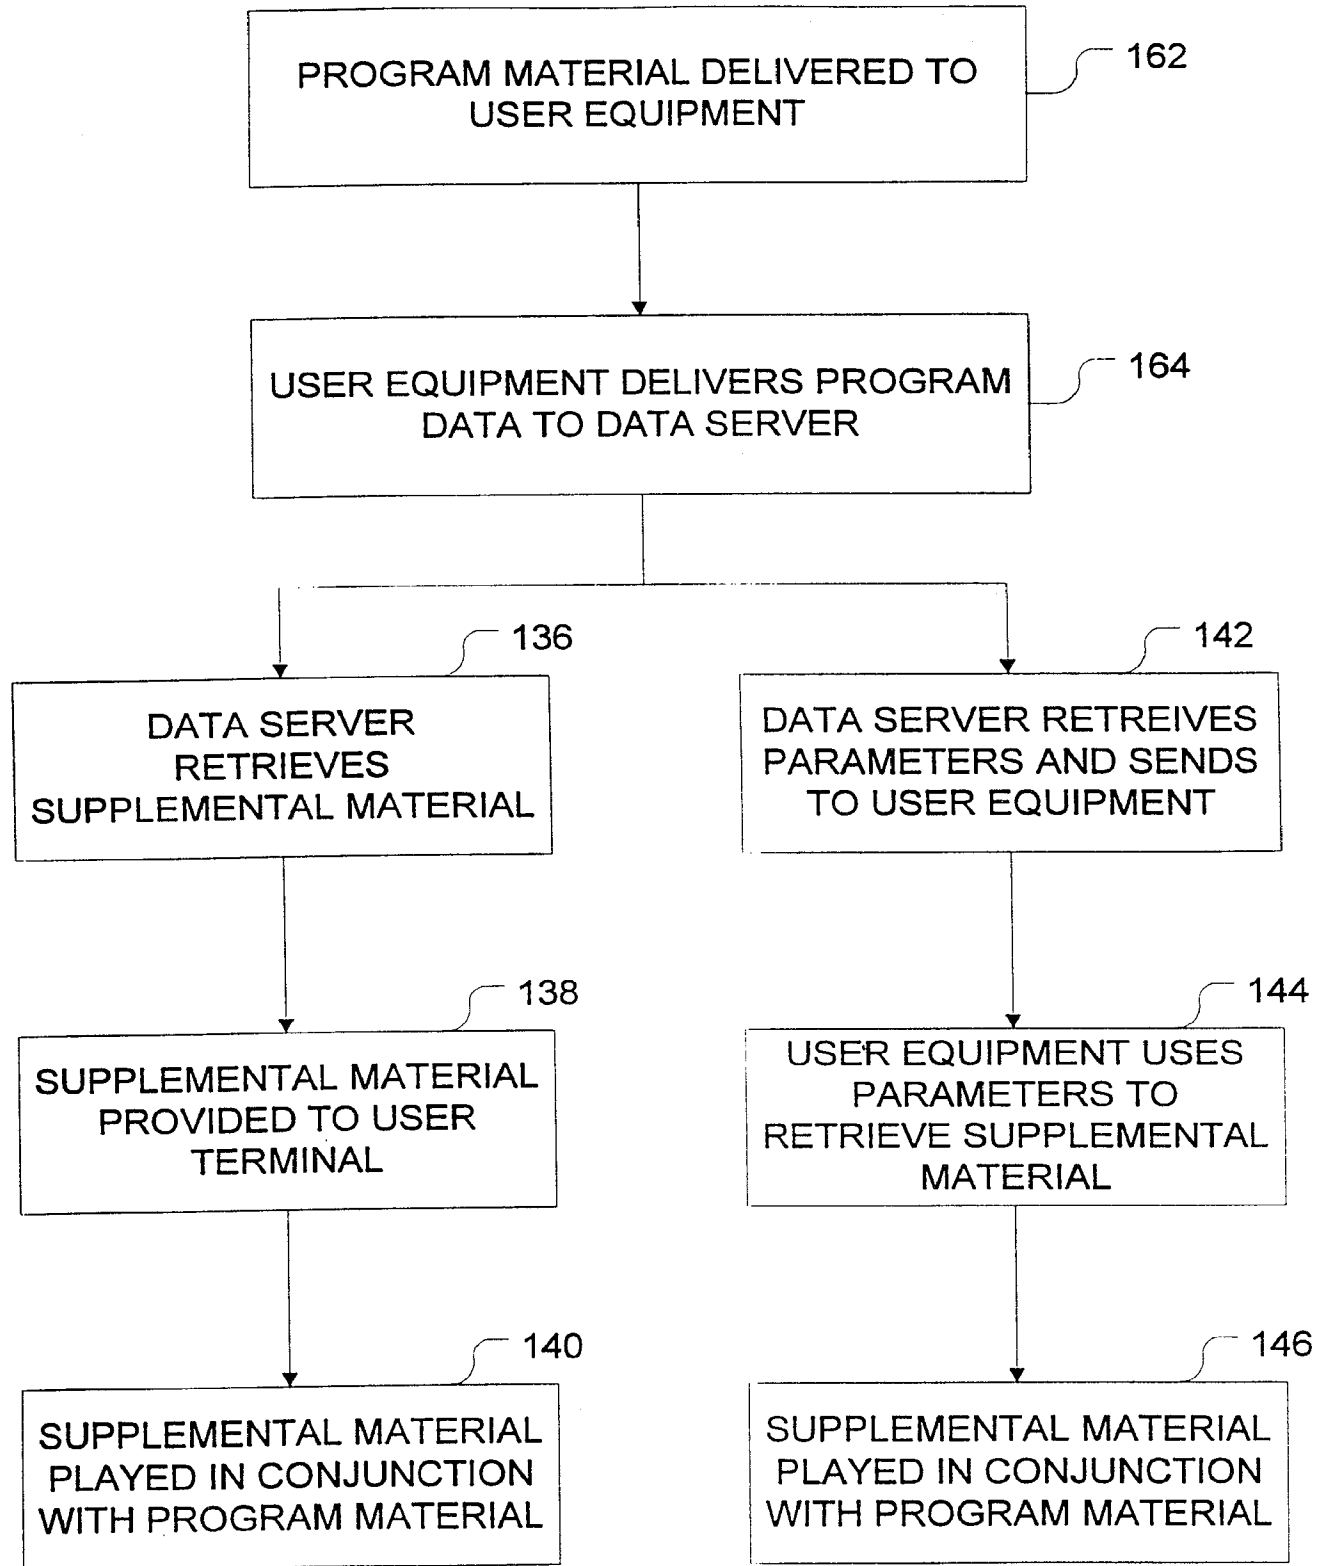 PROGRAM MATERIAL DELIVERED TO
USER EQUIPMENT
162
USER EQUIPMENT DELIVERS PROGRAM
DATA TO DATA SERVER
164
136
DATA SERVER
RETRIEVES
SUPPLEMENTAL MATERIAL
142
DATA SERVER RETREIVES
PARAMETERS AND SENDS
TO USER EQUIPMENT
138
SUPPLEMENTAL MATERIAL
PROVIDED TO USER
TERMINAL
144
USER EQUIPMENT USES
PARAMETERS TO
RETRIEVE SUPPLEMENTAL
MATERIAL
140
SUPPLEMENTAL MATERIAL
PLAYED IN CONJUNCTION
WITH PROGRAM MATERIAL
146
SUPPLEMENTAL MATERIAL
PLAYED IN CONJUNCTION
WITH PROGRAM MATERIAL